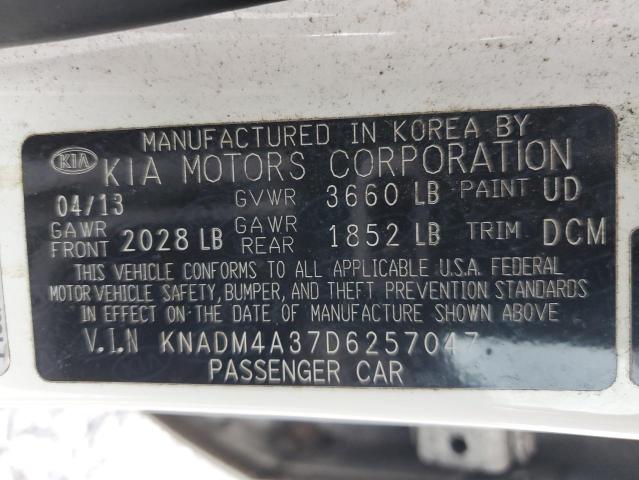 MANUFACTURED IN KOREA BY
KIA KIA MOTORS CORPORATION
04/13 GVWR 3660 LB PAINT UD
GAWR FRONT 2028 LB GAWR REAR 1852 LB TRIM DCM
THIS VEHICLE CONFORMS TO ALL APPLICABLE U.S.A. FEDERAL
MOTOR VEHICLE SAFETY, BUMPER, AND THEFT PREVENTION STANDARDS
IN EFFECT ON THE DATE OF MANUFACTURE SHOWN ABOVE.
V.I.N KNADM4A37D6257047
PASSENGER CAR